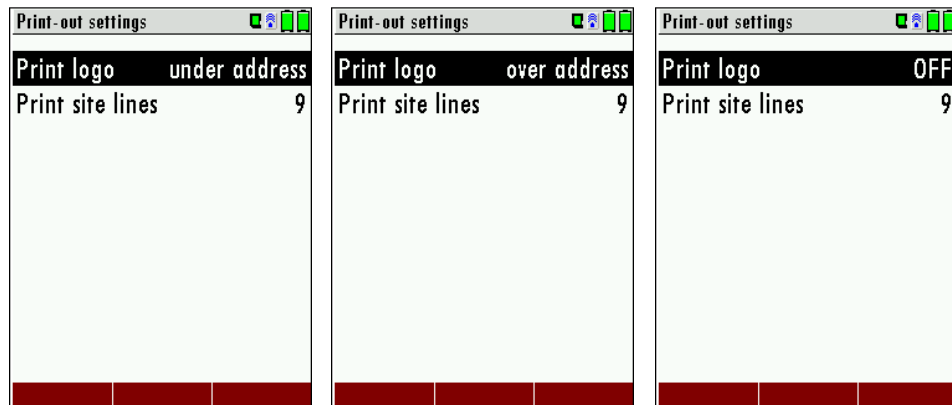 Print-out settings
Print logo under address
Print site lines 9
Print-out settings
Print logo over address
Print site lines 9
Print-out settings
Print logo OFF
Print site lines 9